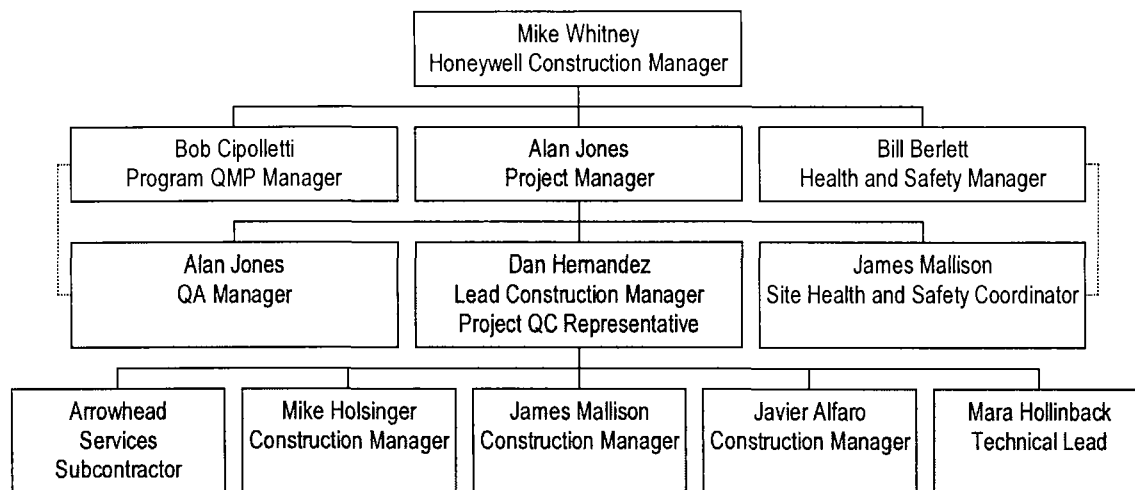 Mike Whitney
Honeywell Construction Manager
Bob Cipolletti
Program QMP Manager
Alan Jones
Project Manager
Bill Berlett
Health and Safety Manager
Alan Jones
QA Manager
Dan Hernandez
Lead Construction Manager
Project QC Representative
James Mallison
Site Health and Safety Coordinator
Arrowhead
Services
Subcontractor
Mike Holsinger
Construction Manager
James Mallison
Construction Manager
Javier Alfaro
Construction Manager
Mara Hollinback
Technical Lead